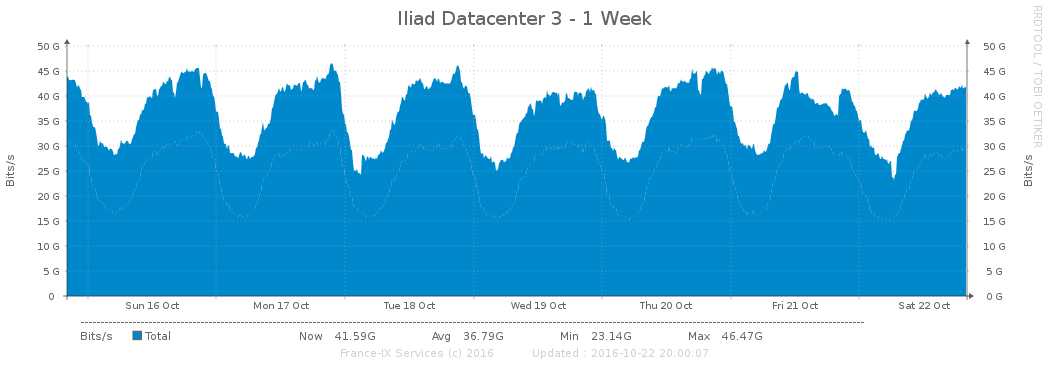 Iliad Datacenter 3 - 1 Week
RRDTOOL / TOBI OETIKER
50 G 50 G
45 G 45 G
40 G 40 G
35 G 35 G
30 G 30 G
25 G 25 G
20 G 20 G
15 G 15 G
10 G 10 G
5 G 5 G
0 0 G
Bits/s
Bits/s
Sun 16 Oct Mon 17 Oct Tue 18 Oct Wed 19 Oct Thu 20 Oct Fri 21 Oct Sat 22 Oct
Bits/s Total Now 41.59G Avg 36.79G Min 23.14G Max 46.47G
France-IX Services (c) 2016 Updated : 2016-10-22 20:00:07